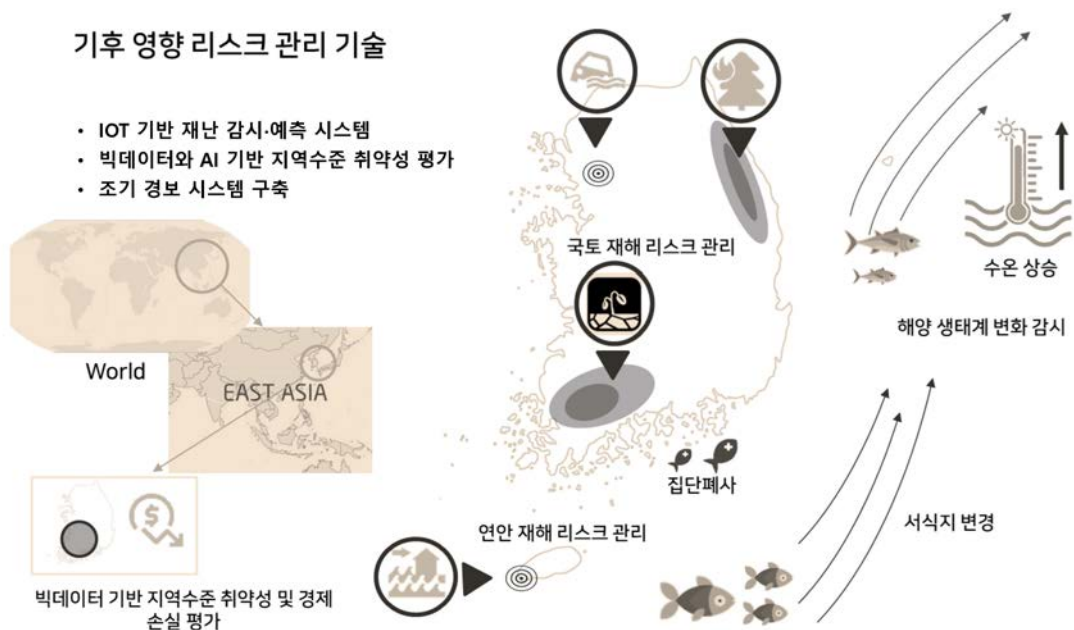 기후 영향 리스크 관리 기술
• IOT 기반 재난 감시·예측 시스템
• 빅데이터와 AI 기반 지역수준 취약성 평가
• 조기 경보 시스템 구축
국토 재해 리스크 관리
수온 상승
해양 생태계 변화 감시
World
EAST ASIA
집단폐사
서식지 변경
연안 재해 리스크 관리
$
빅데이터 기반 지역수준 취약성 및 경제
손실 평가